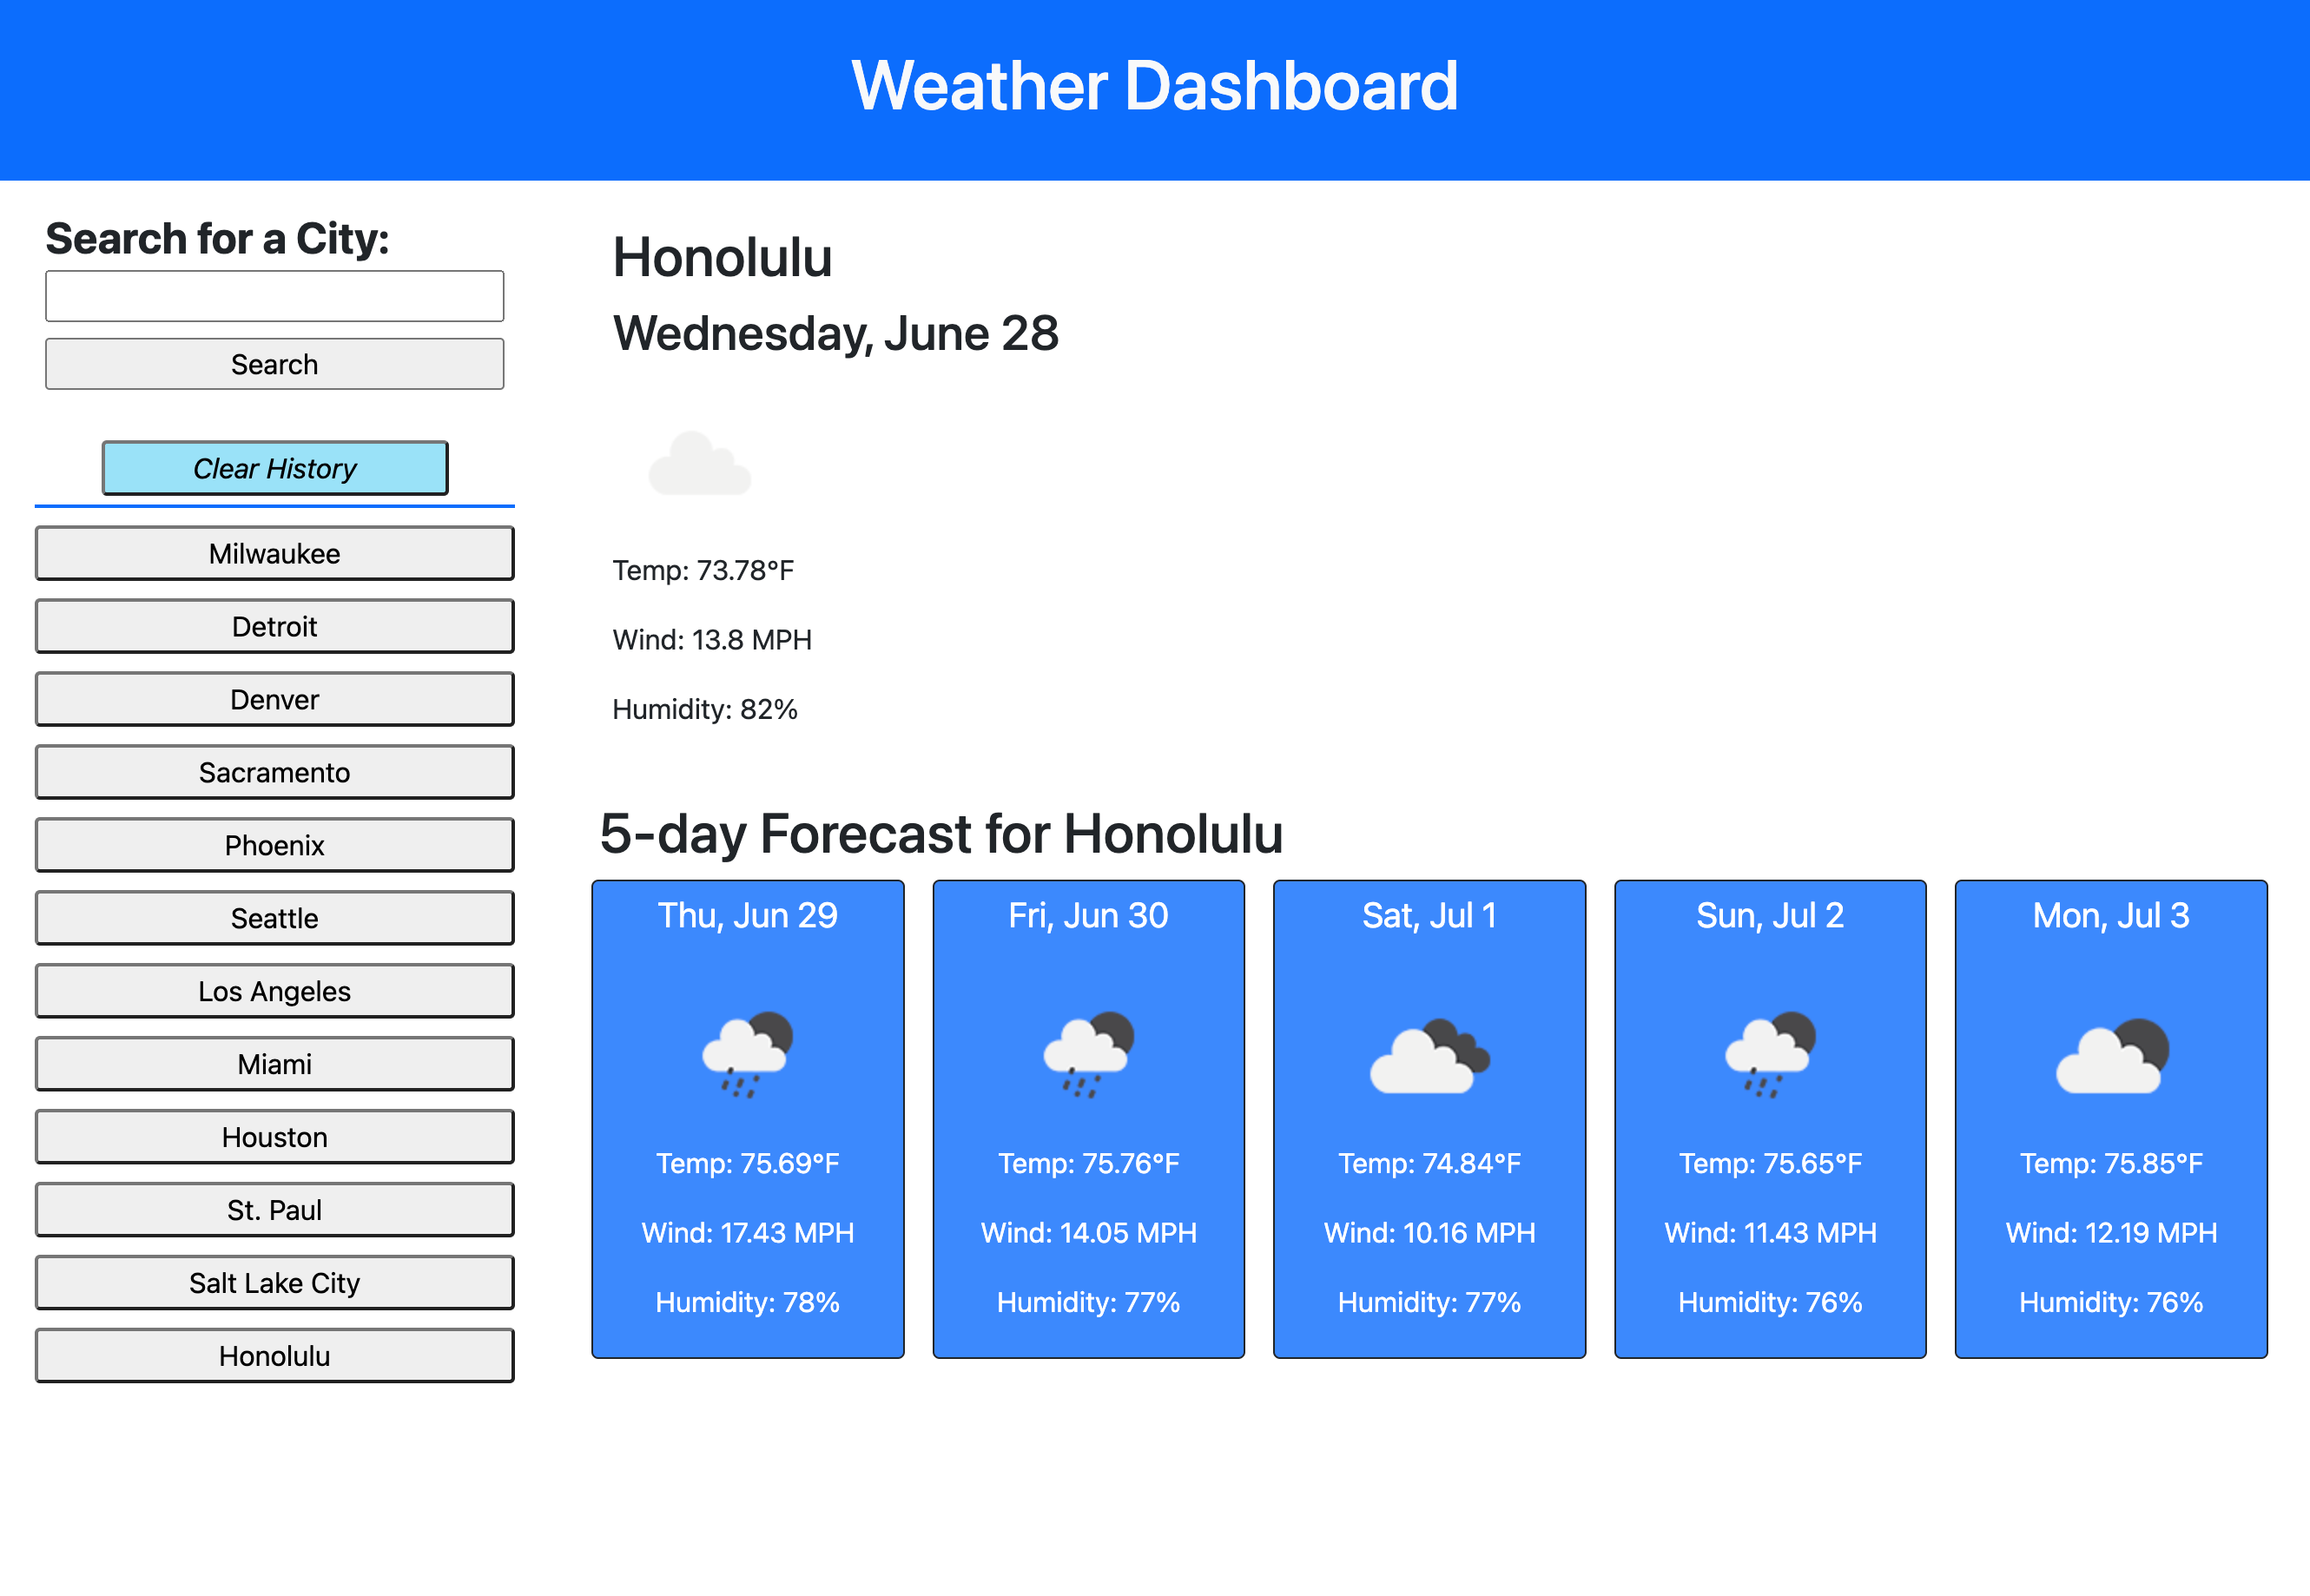 Weather Dashboard
Search for a City:
Search
Clear History
Milwaukee
Detroit
Denver
Sacramento
Phoenix
Seattle
Los Angeles
Miami
Houston
St. Paul
Salt Lake City
Honolulu
Honolulu
Wednesday, June 28
Temp: 73.78°F
Wind: 13.8 MPH
Humidity: 82%
5-day Forecast for Honolulu
Thu, Jun 29
Temp: 75.69°F
Wind: 17.43 MPH
Humidity: 78%
Fri, Jun 30
Temp: 75.76°F
Wind: 14.05 MPH
Humidity: 77%
Sat, Jul 1
Temp: 74.84°F
Wind: 10.16 MPH
Humidity: 77%
Sun, Jul 2
Temp: 75.65°F
Wind: 11.43 MPH
Humidity: 76%
Mon, Jul 3
Temp: 75.85°F
Wind: 12.19 MPH
Humidity: 76%